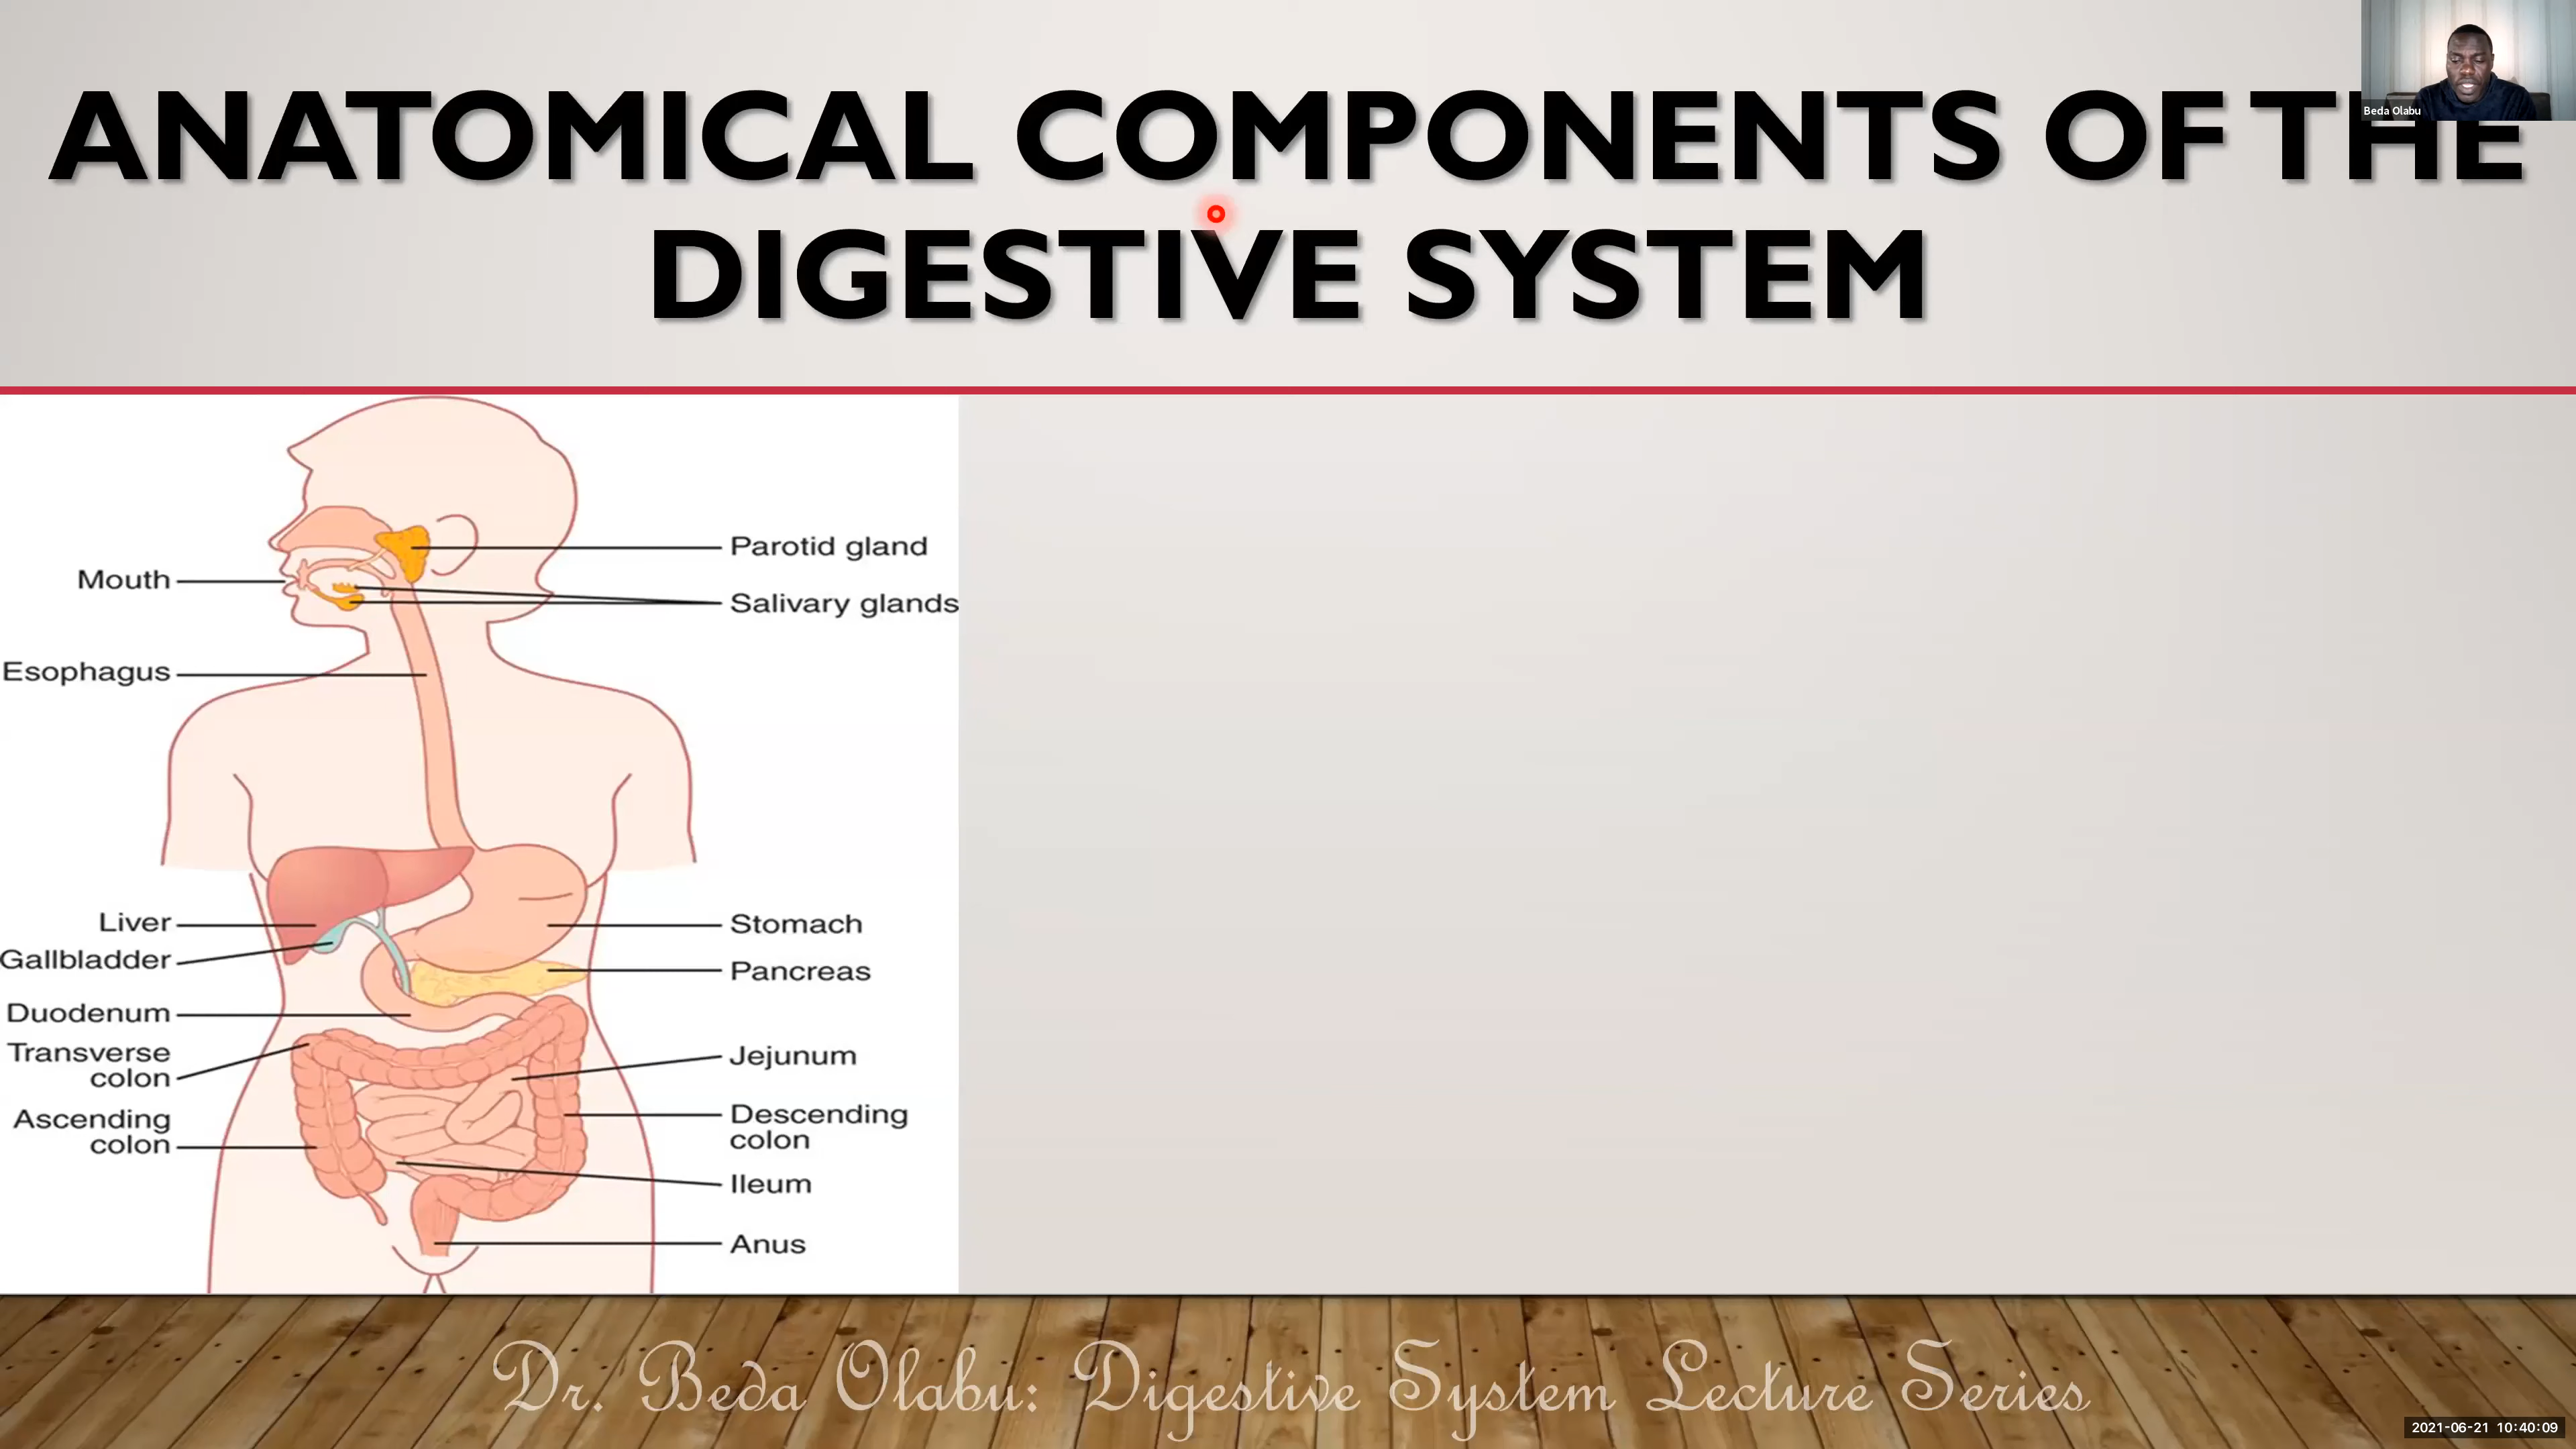 ANATOMICAL COMPONENTS OF THE
DIGESTIVE SYSTEM
Beda Olabu
Mouth
Esophagus
Liver
Gallbladder
Duodenum
Transverse
colon
Ascending
colon
Parotid gland
Salivary glands
Stomach
Pancreas
Jejunum
Descending
colon
Ileum
Anus
Dr. Beda Olabu: Digestive System Lecture Series
2021-06-21 10:40:09